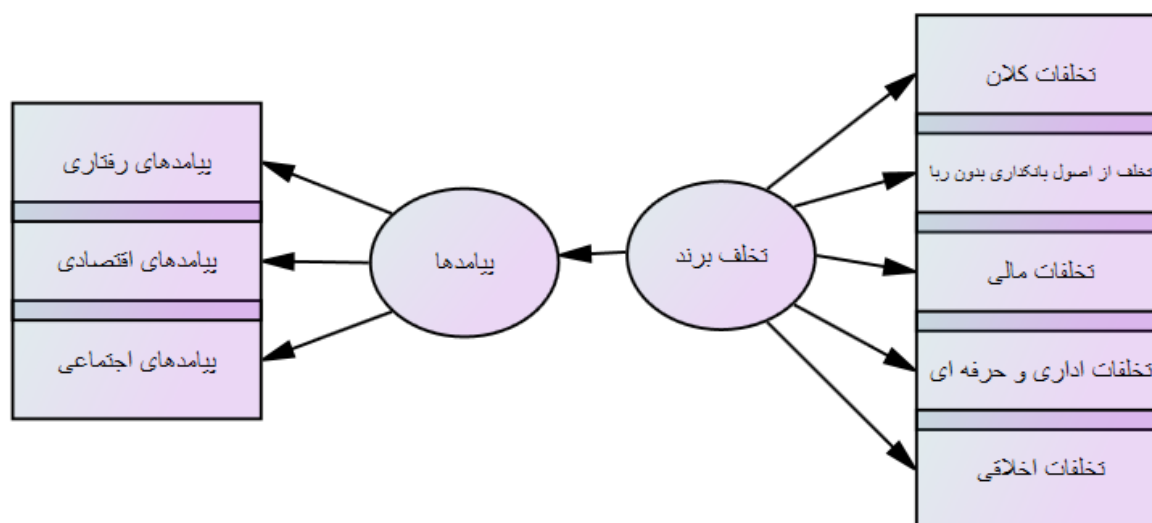 تخلفات کلان
تخلف از اصول بانکداری بدون ربا
تخلفات مالی
تخلفات اداری و حرفه ای
تخلفات اخلاقی
تخلف برند
پیامدها
پیامدهای رفتاری
پیامدهای اقتصادی
پیامدهای اجتماعی